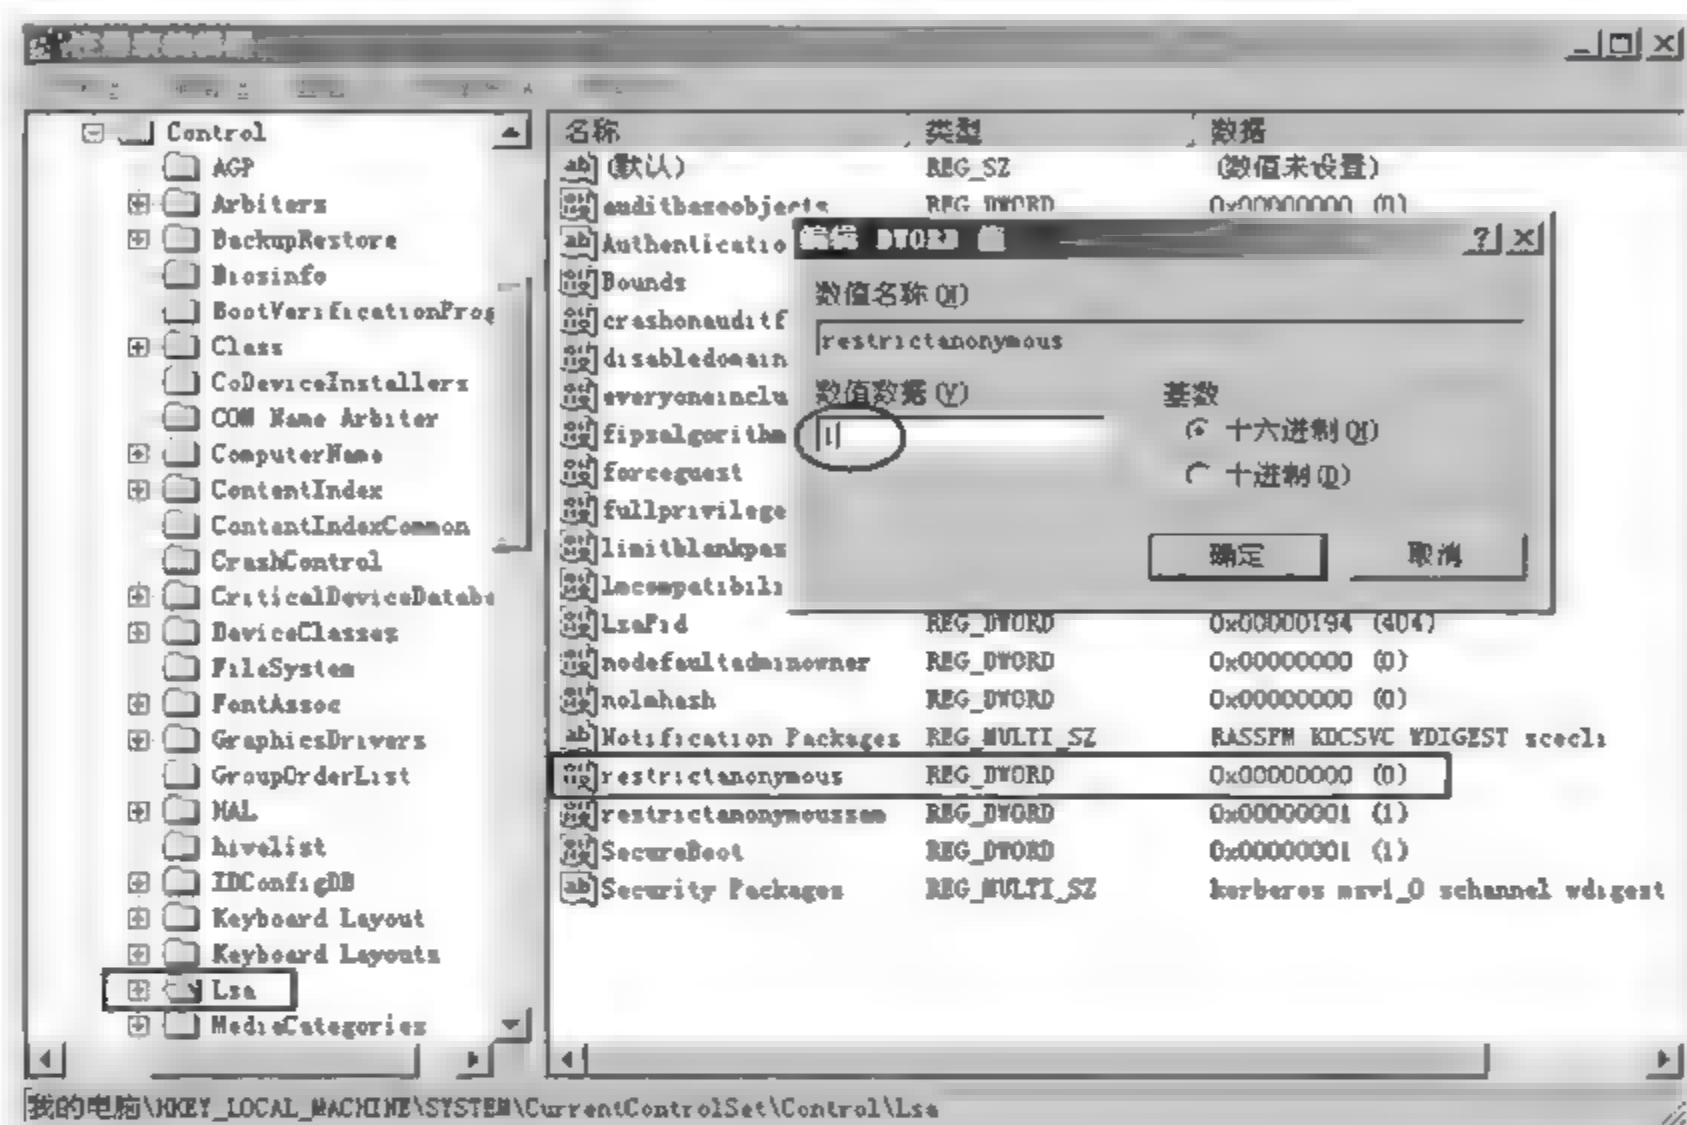 Control
AGP
Arbiters
BackupRestore
Biosinfo
BootVerificationProg
Class
CoDeviceInstallers
COM Name Arbiter
ComputerName
ContentIndex
ContentIndexCommon
CrashControl
CriticalDeviceDataba
DeviceClasses
FileSystem
FontAssoc
GraphicsDrivers
GroupOrderList
HAL
hivelist
IDConfigDB
Keyboard Layout
Keyboard Layouts
Lsa
MediaCategories
名称 类型 数据
(默认) REG_SZ (数值未设置)
auditbaseobjects REG_DWORD 0x00000000 (0)
Authenticatio
Bounds
crashonauditf
disabledomain
everyoneinclu
fipsalgorithm
forceguest
fullprivilege
limitblankpas
lmcompatibili
LsaPid REG_DWORD 0x00000194 (404)
nodefaultadminowner REG_DWORD 0x00000000 (0)
nolmhash REG_DWORD 0x00000000 (0)
Notification Packages REG_MULTI_SZ RASSFM KDCSVC WDIGEST scecli
restrictanonymous REG_DWORD 0x00000000 (0)
restrictanonymoussam REG_DWORD 0x00000001 (1)
SecureBoot REG_DWORD 0x00000001 (1)
Security Packages REG_MULTI_SZ kerberos msv1_0 schannel wdigest
编辑 DWORD 值
数值名称(N)
restrictanonymous
数值数据(V) 基数
1 十六进制(H)
十进制(D)
确定 取消
我的电脑\HKEY_LOCAL_MACHINE\SYSTEM\CurrentControlSet\Control\Lsa